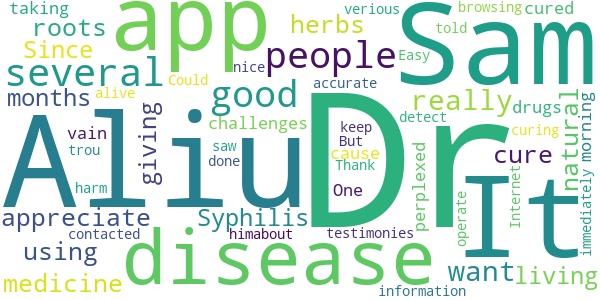 taking
app
Sam
verious
browsing
cured
roots
herbs
told
Since
people
Easy
several
Could
nice
accurate
months
alive
good
really
drugs
natural
immediately
morning
Aliu
Dr
It
vain
giving
challenges
keep
detect
curing
trou
saw
But
cause
cure
harm
done
One
Thank
perplexed
appreciate
Syphilis
want
living
operate
Internet
contacted
himabout
testimonies
using
disease
medicine
information